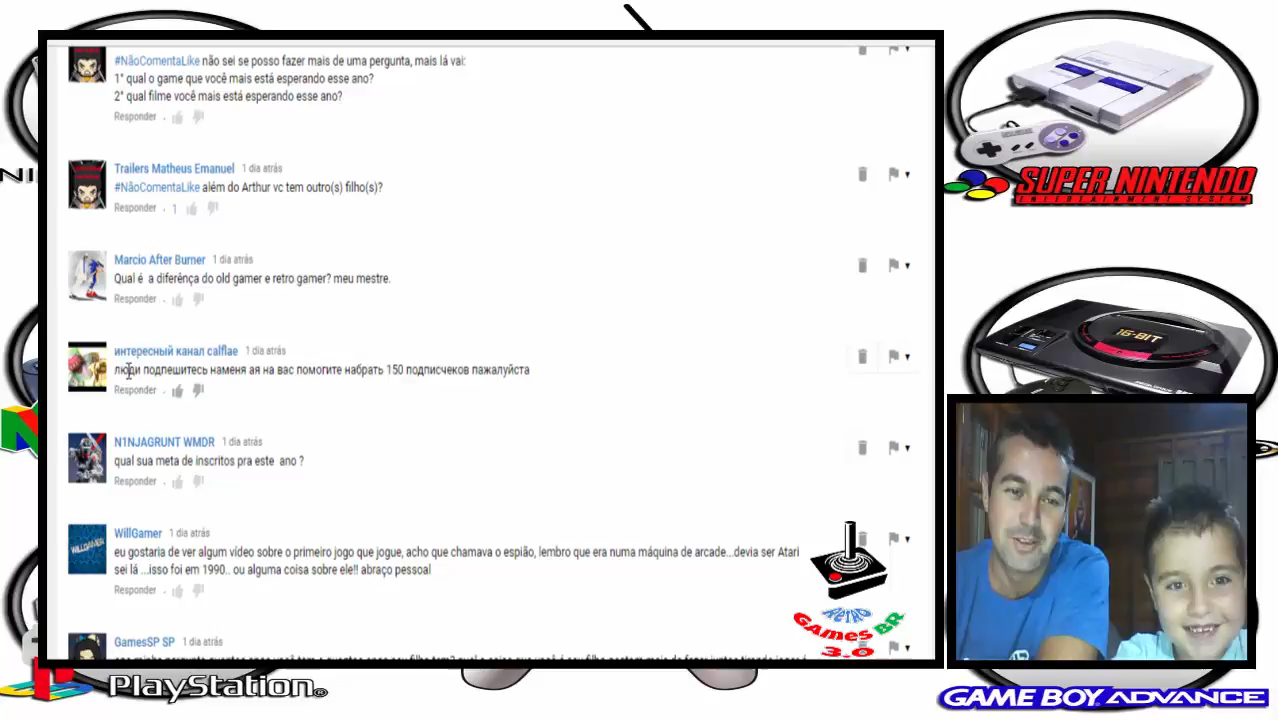 #NãoComentaLike não sei se posso fazer mais de uma pergunta, mais lá vai:
1° qual o game que você mais está esperando esse ano?
2° qual filme você mais está esperando esse ano?
Responder
Trailers Matheus Emanuel 1 dia atrás
#NãoComentaLike além do Arthur vc tem outro(s) filho(s)?
Responder 1
Marcio After Burner 1 dia atrás
Qual é a diferênça do old gamer e retro gamer? meu mestre.
Responder
интересный канал calflae 1 dia atrás
люди подпешитесь наменя ая на вас помогите набрать 150 подписчеков пажалуйста
Responder
N1NJAGRUNT WMDR 1 dia atrás
qual sua meta de inscritos pra este ano ?
Responder
WillGamer 1 dia atrás
eu gostaria de ver algum vídeo sobre o primeiro jogo que jogue, acho que chamava o espião, lembro que era numa máquina de arcade...devia ser Atari
sei lá ...isso foi em 1990.. ou alguma coisa sobre ele!! abraço pessoal
Responder
GamesSP SP 1 dia atrás
SUPER NINTENDO
ENTERTAINMENT SYSTEM
16-BIT
WILLGAMER
RETRO
GAMES BR
3.0
PlayStation®
GAME BOY ADVANCE
NI